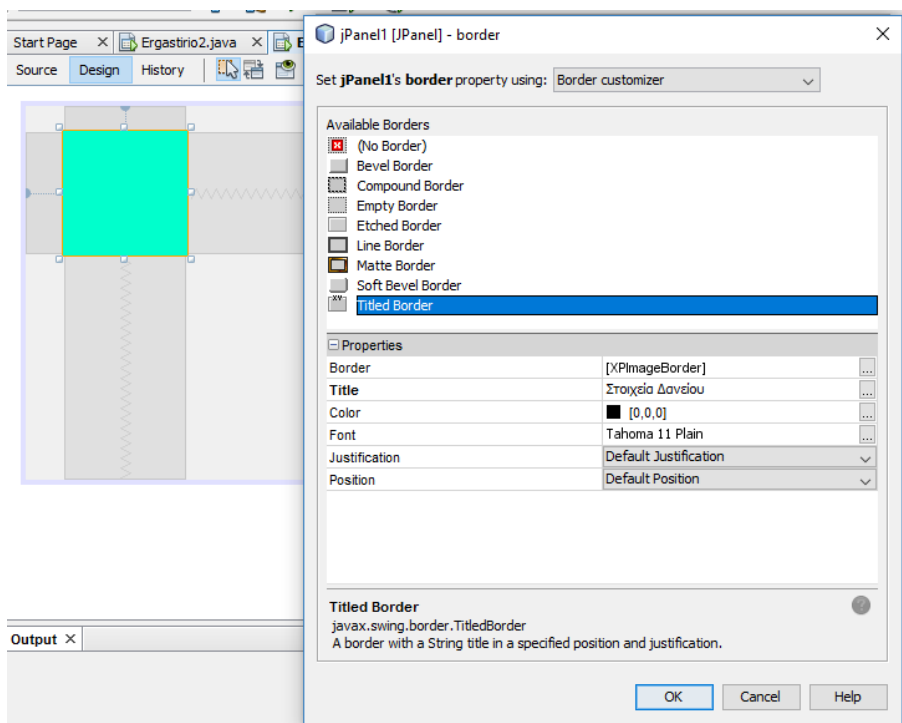 Start Page
Ergastirio2.java
E
Source
Design
History
Output
jPanel1 [JPanel] - border
Set jPanel1's border property using:
Border customizer
Available Borders
(No Border)
Bevel Border
Compound Border
Empty Border
Etched Border
Line Border
Matte Border
Soft Bevel Border
XY
Titled Border
Properties
Border [XPImageBorder] ...
Title Στοιχεία Δανείου ...
Color [0,0,0] ...
Font Tahoma 11 Plain ...
Justification Default Justification
Position Default Position
Titled Border
?
javax.swing.border.TitledBorder
A border with a String title in a specified position and justification.
OK Cancel Help